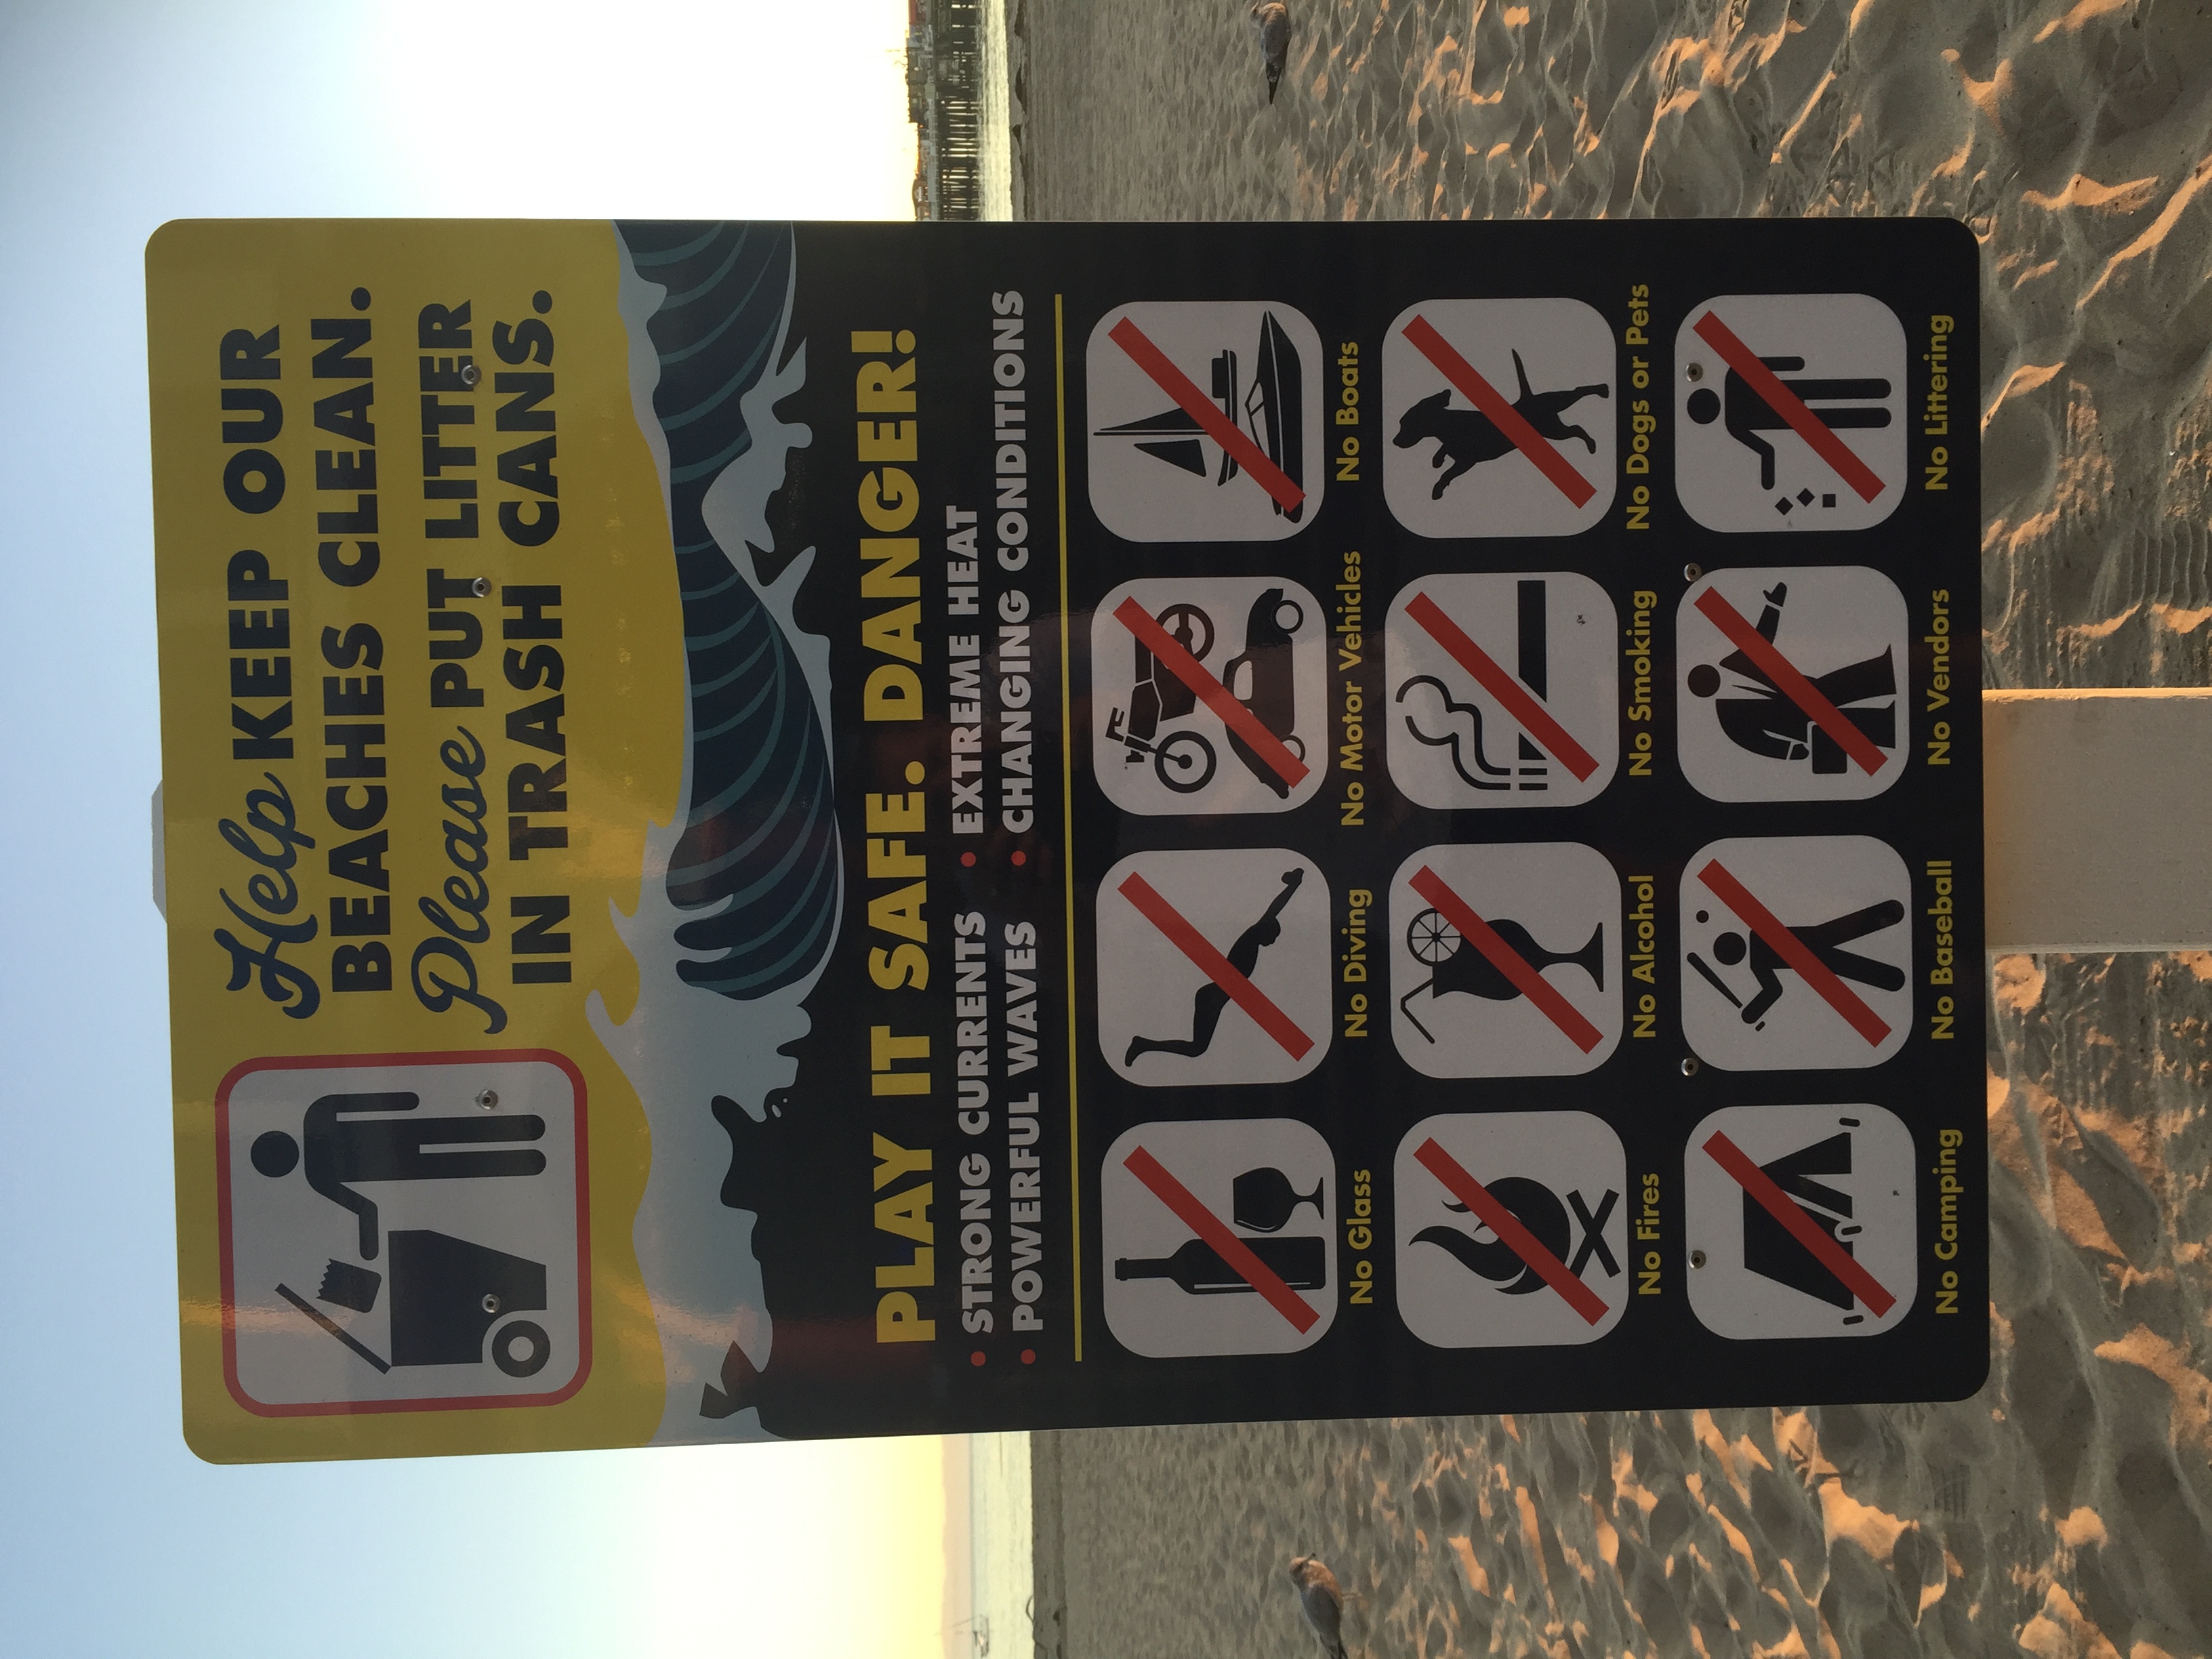 Help KEEP OUR
BEACHES CLEAN.
Please PUT LITTER
IN TRASH CANS.
PLAY IT SAFE. DANGER!
• STRONG CURRENTS • EXTREME HEAT
• POWERFUL WAVES • CHANGING CONDITIONS
No Glass No Diving No Motor Vehicles No Boats
No Fires No Alcohol No Smoking No Dogs or Pets
No Camping No Baseball No Vendors No Littering